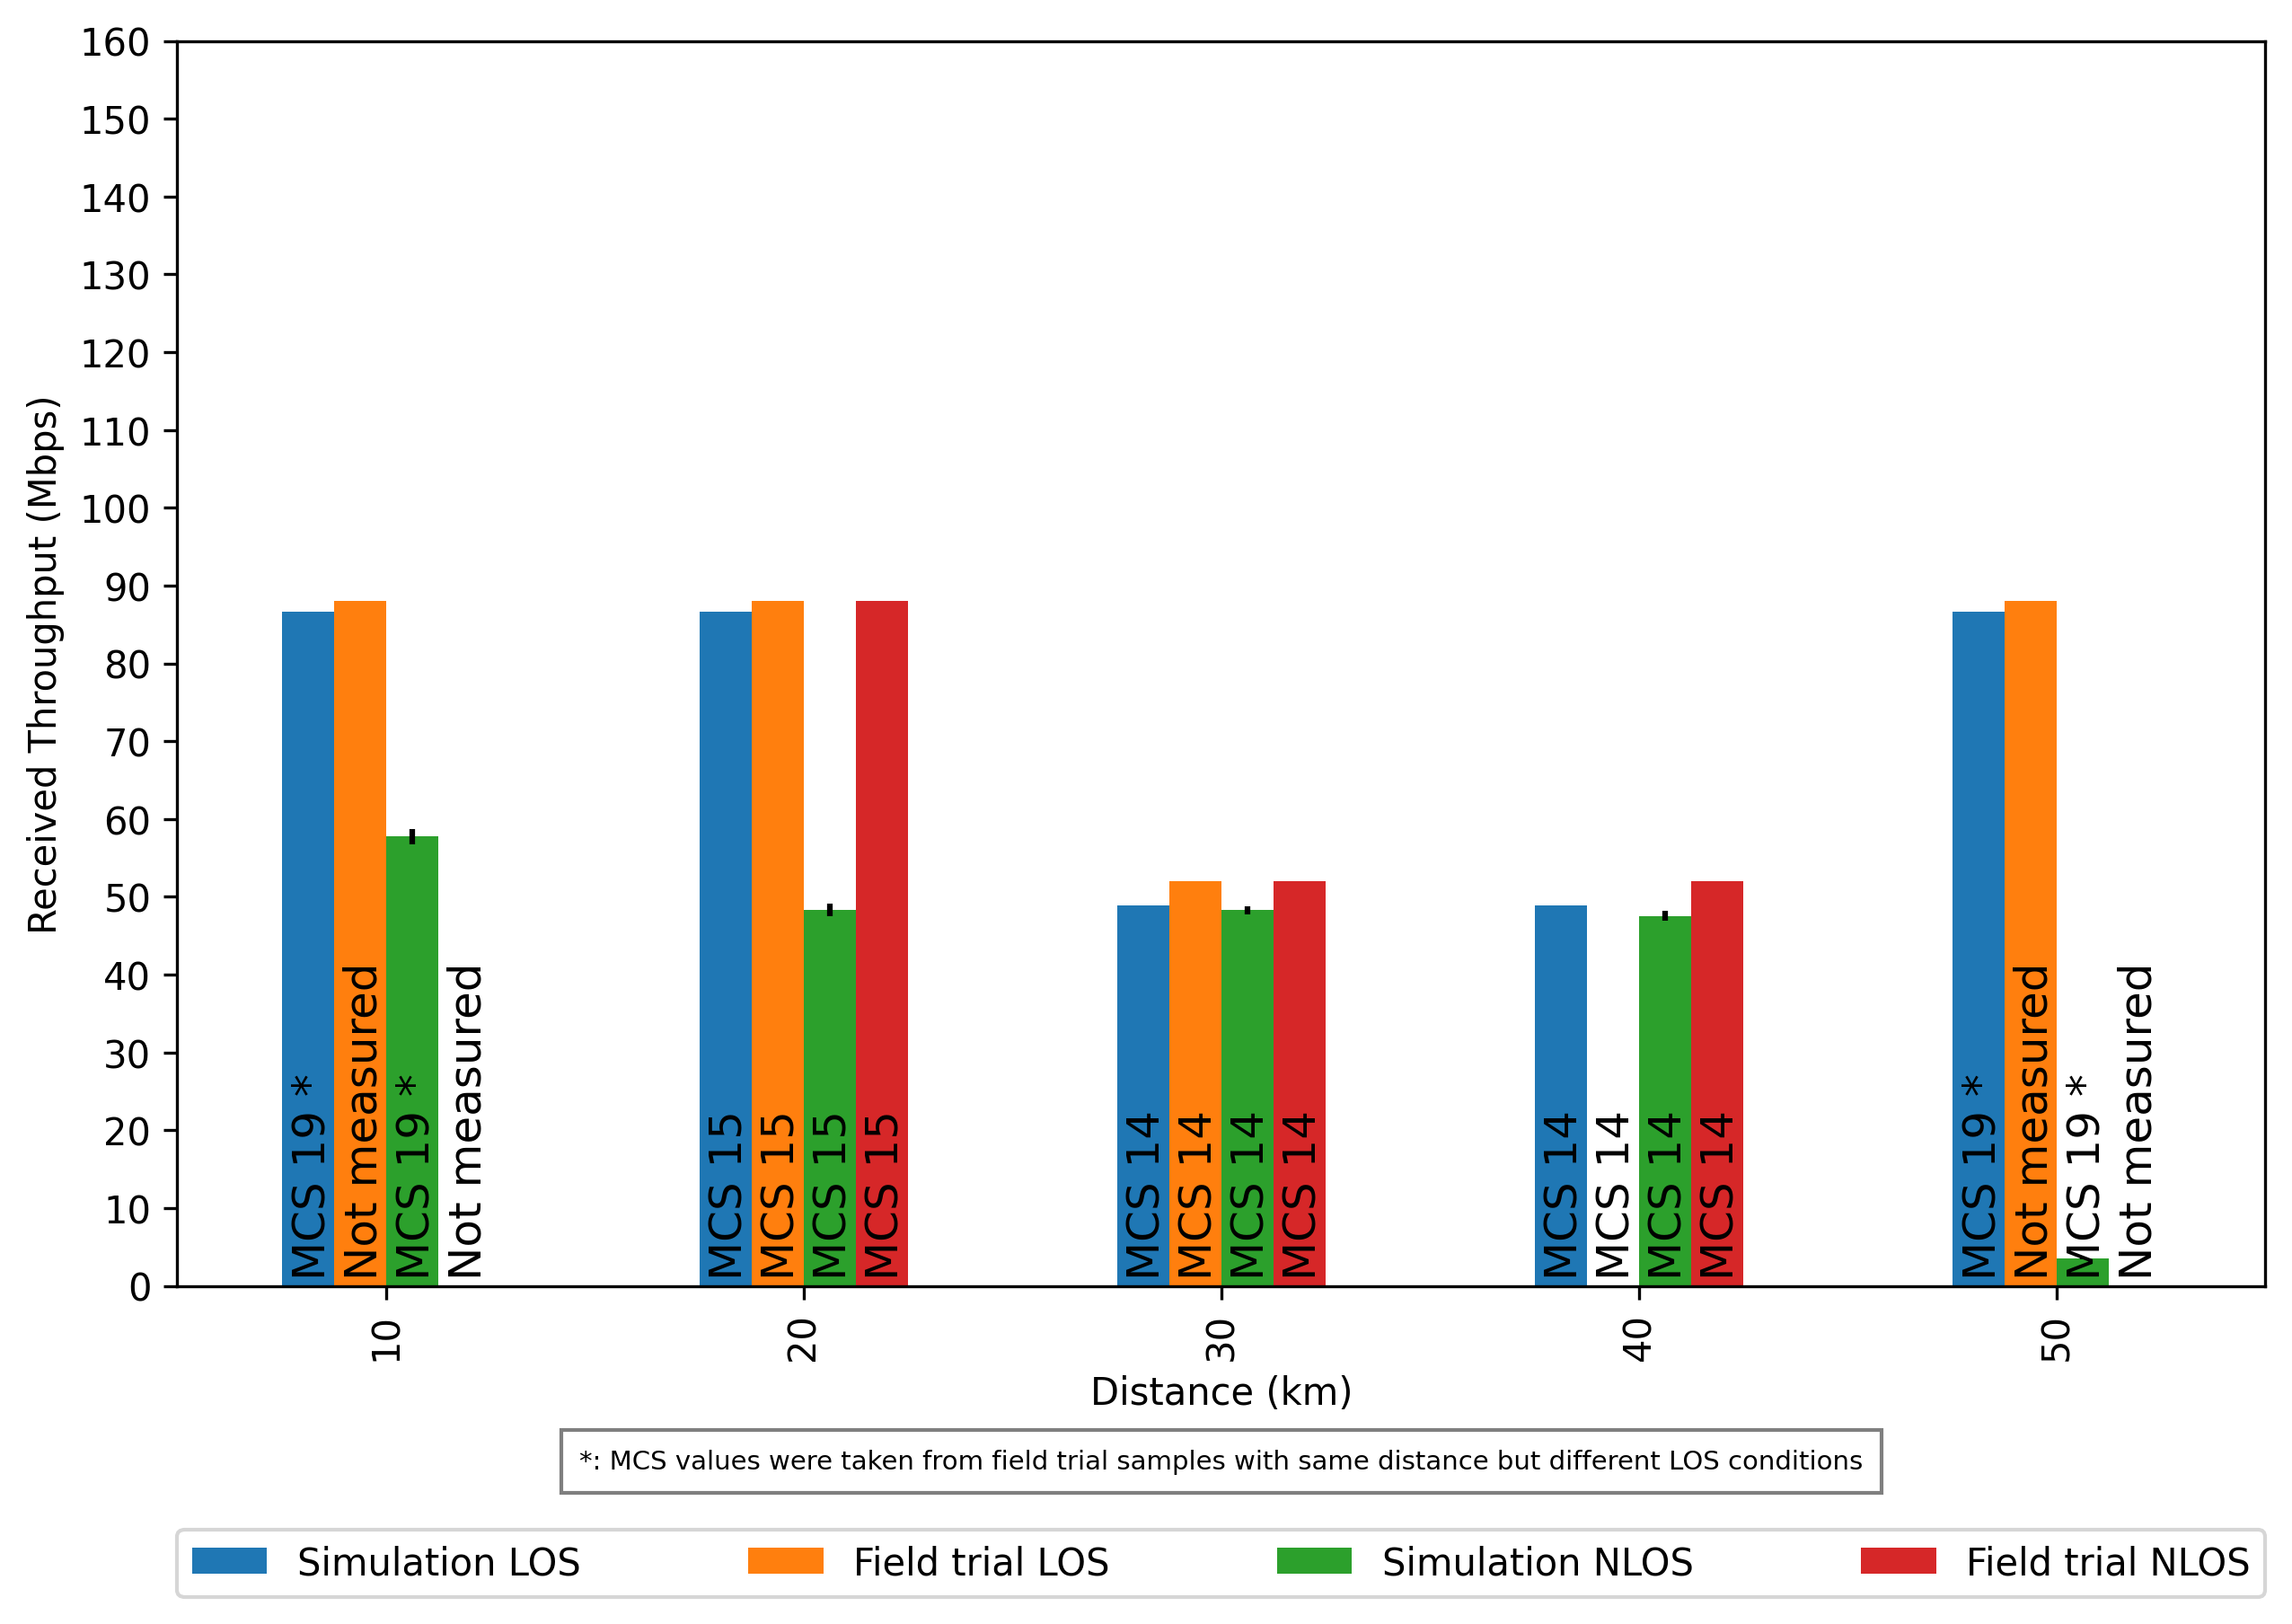 160
150
140
130
120
110
100
90
80
70
60
50
40
30
20
10
0
Received Throughput (Mbps)
MCS 19 *
Not measured
MCS 19 *
Not measured
MCS 15
MCS 15
MCS 15
MCS 15
MCS 14
MCS 14
MCS 14
MCS 14
MCS 14
MCS 14
MCS 14
MCS 14
MCS 19 *
Not measured
MCS 19 *
Not measured
10
20
30
40
50
Distance (km)
*: MCS values were taken from field trial samples with same distance but different LOS conditions
Simulation LOS
Field trial LOS
Simulation NLOS
Field trial NLOS